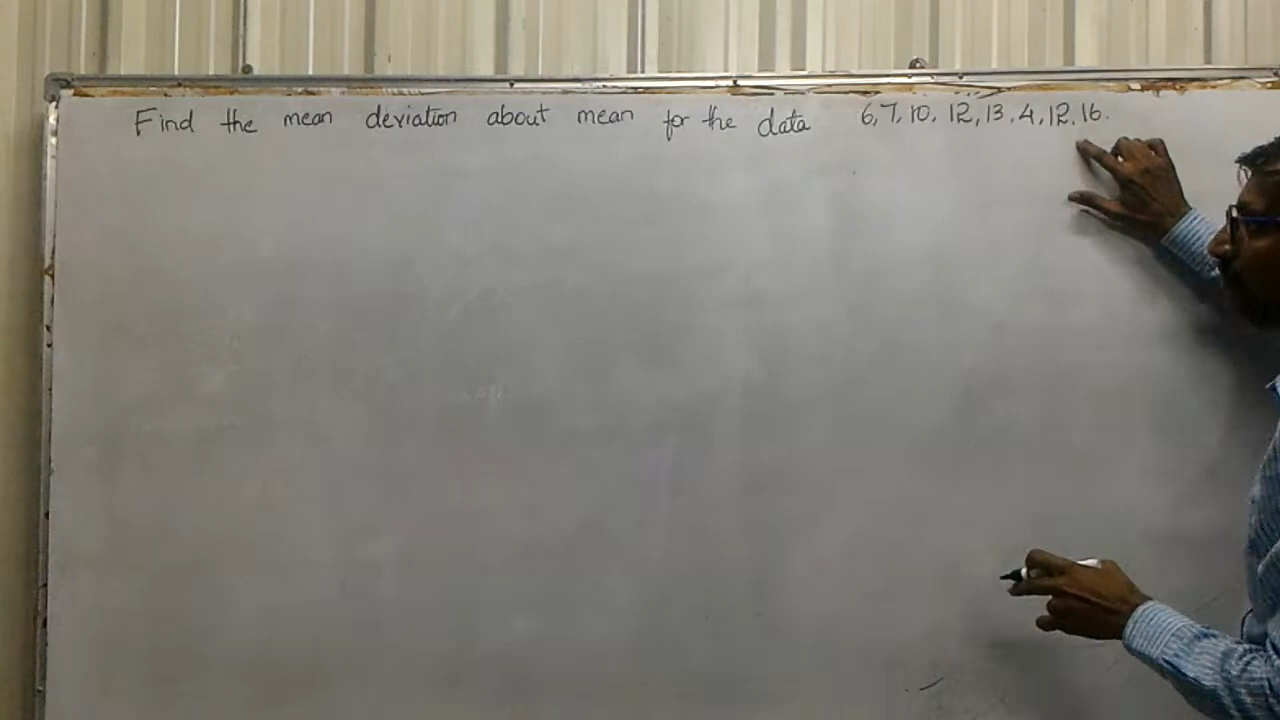 Find the mean deviation about mean for the data 6, 7, 10, 12, 13, 4, 12, 16.